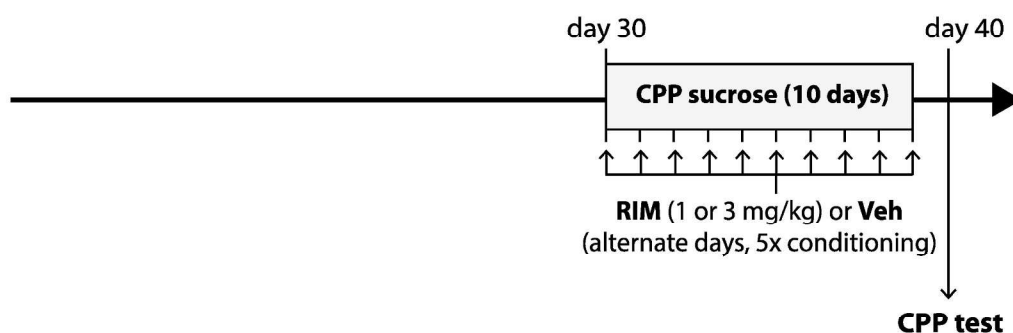 day 30
day 40
CPP sucrose (10 days)
RIM (1 or 3 mg/kg) or Veh
(alternate days, 5x conditioning)
CPP test